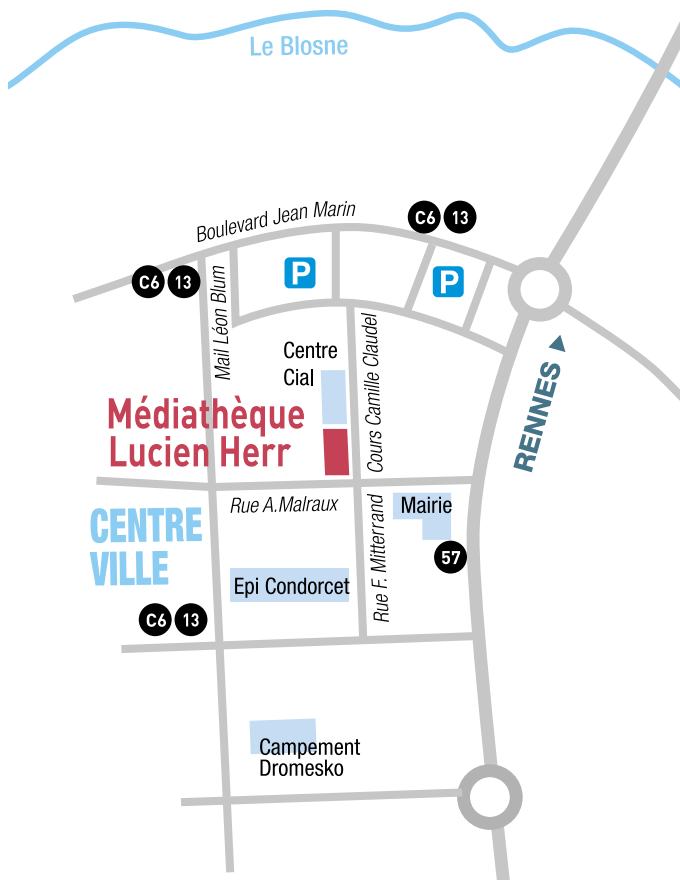 Le Blosne
Boulevard Jean Marin
C6 13
C6 13
P
P
Mail Léon Blum
Centre
Cial
Cours Camille Claudel
RENNES
Médiathèque
Lucien Herr
Rue A.Malraux
Mairie
CENTRE
VILLE
Rue F. Mitterrand
57
Epi Condorcet
C6 13
Campement
Dromesko